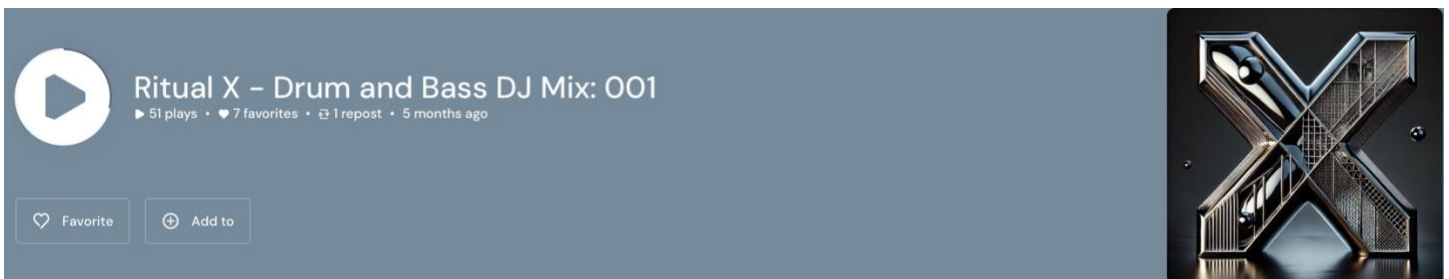 Ritual X – Drum and Bass DJ Mix: 001
51 plays • 7 favorites • 1 repost • 5 months ago
Favorite
Add to
X